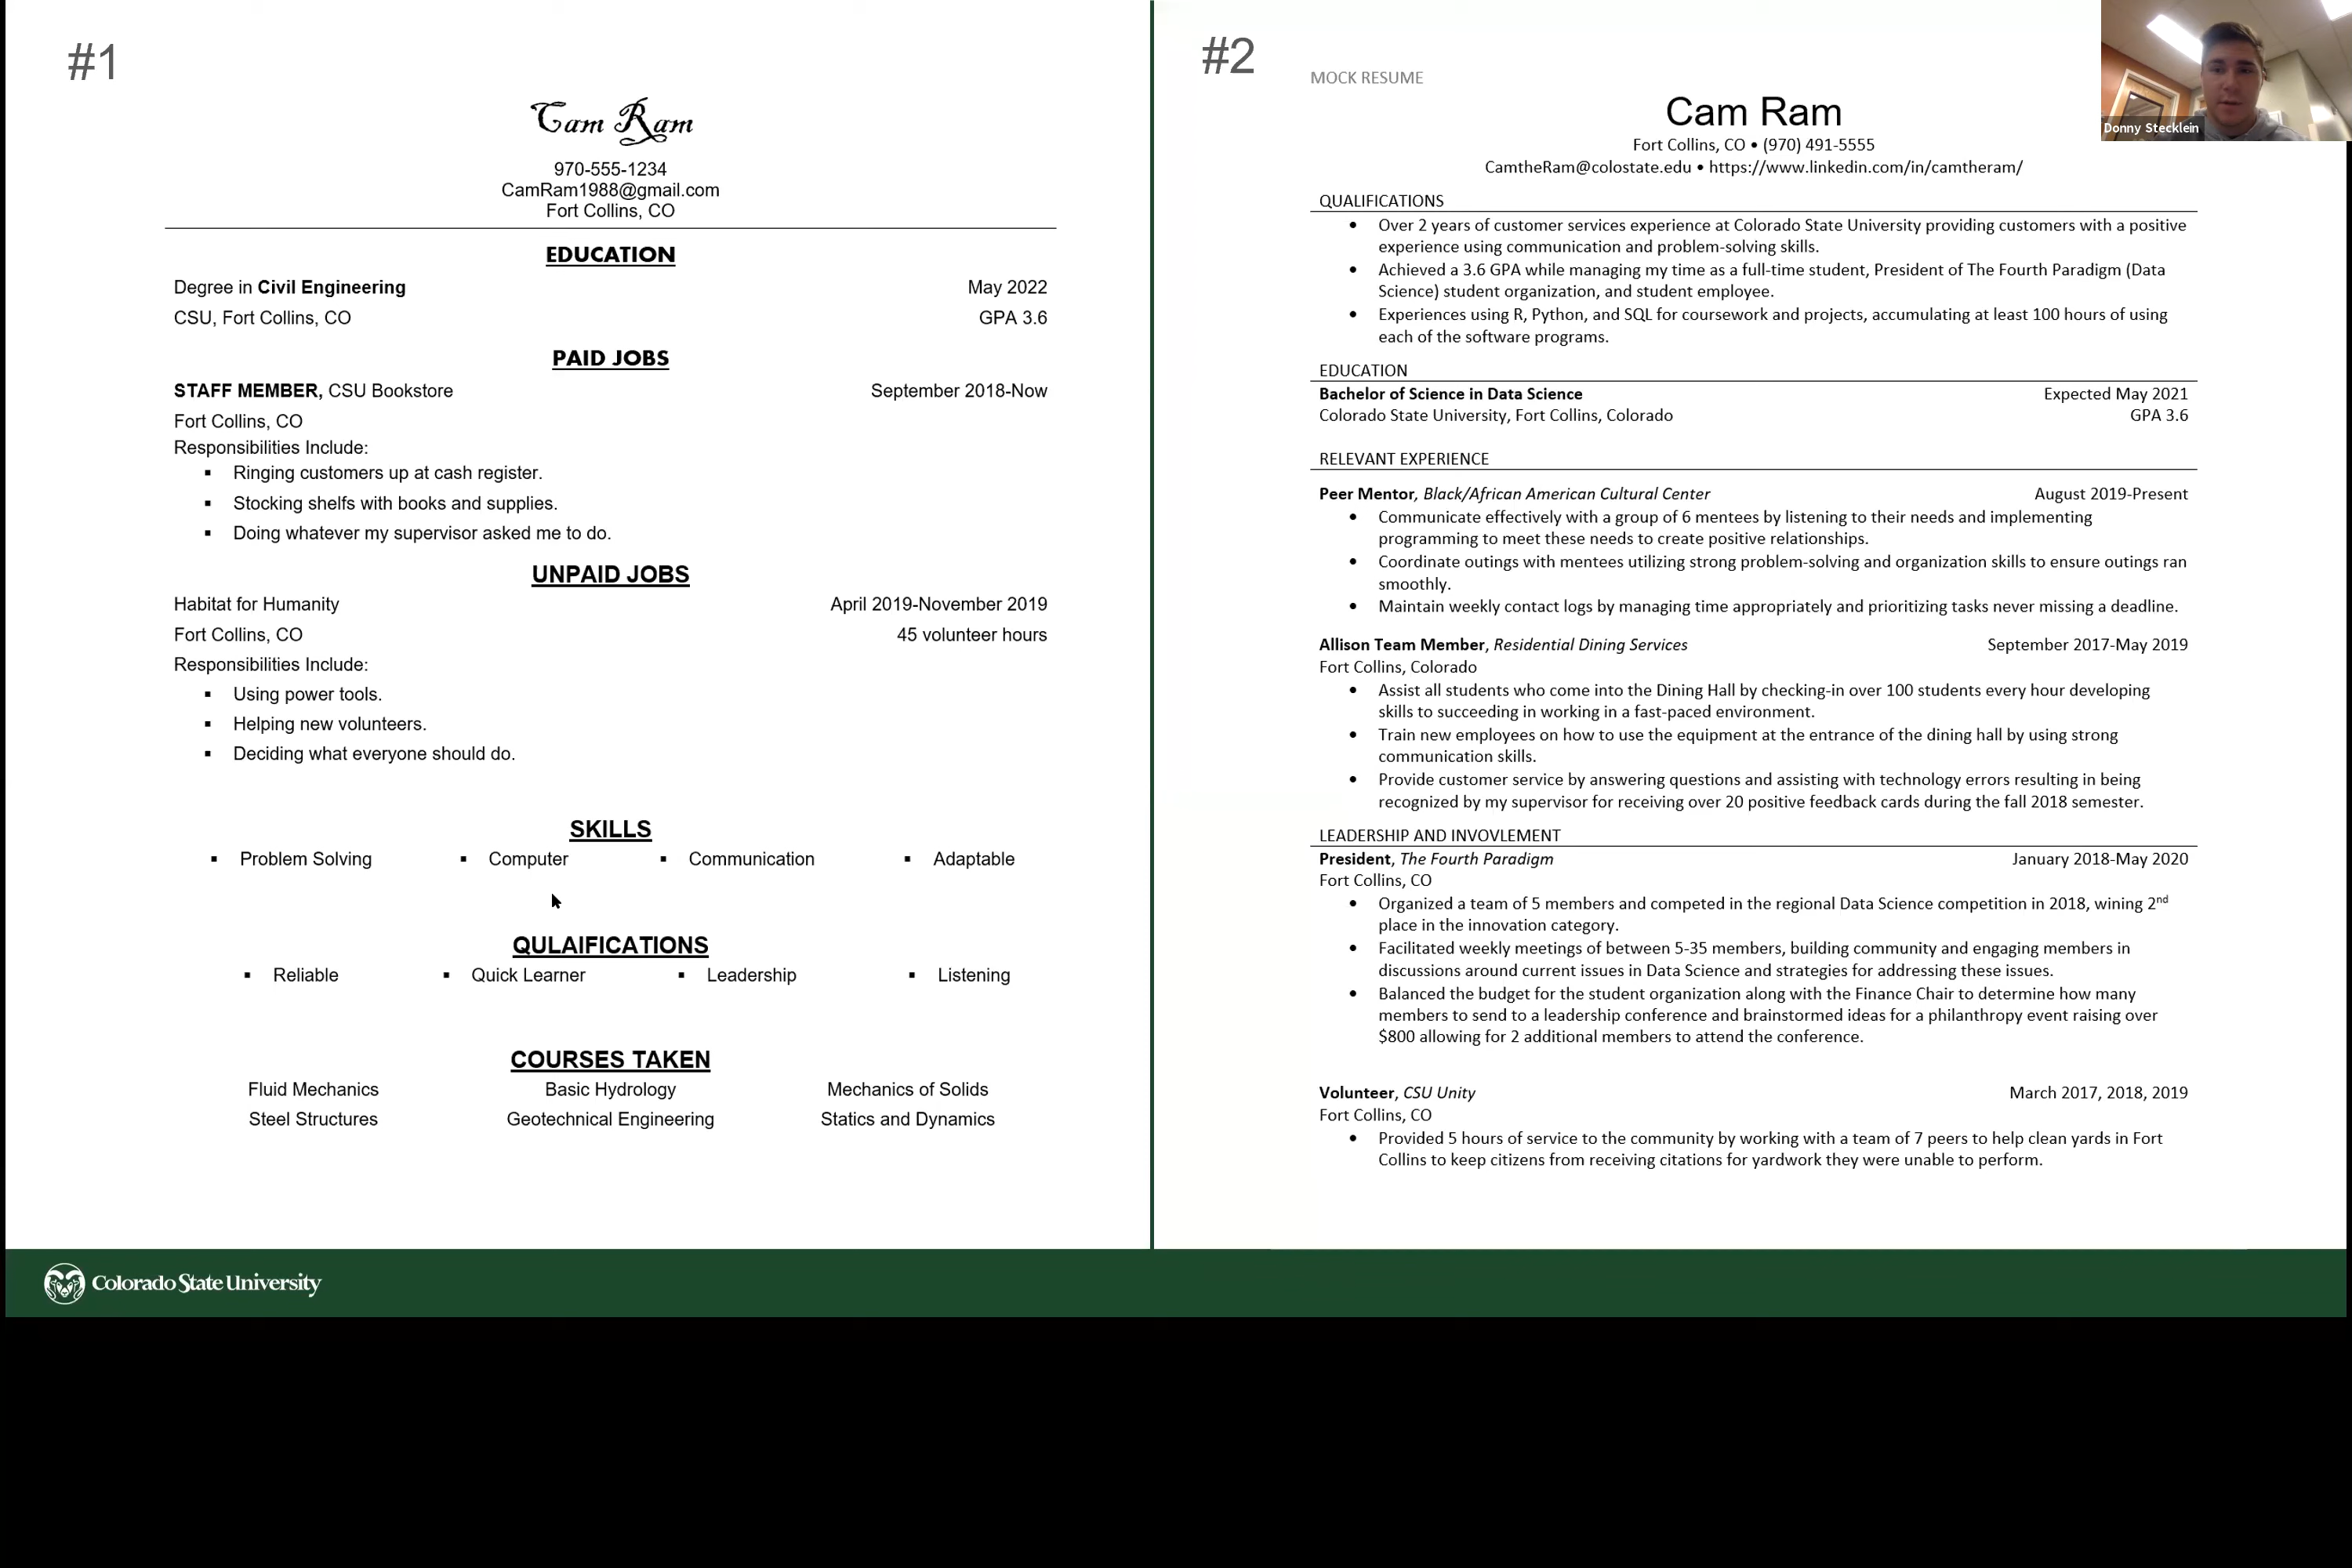 #1
Cam Ram
970-555-1234
CamRam1988@gmail.com
Fort Collins, CO
EDUCATION
Degree in Civil Engineering May 2022
CSU, Fort Collins, CO GPA 3.6
PAID JOBS
STAFF MEMBER, CSU Bookstore September 2018-Now
Fort Collins, CO
Responsibilities Include:
▪ Ringing customers up at cash register.
▪ Stocking shelfs with books and supplies.
▪ Doing whatever my supervisor asked me to do.
UNPAID JOBS
Habitat for Humanity April 2019-November 2019
Fort Collins, CO 45 volunteer hours
Responsibilities Include:
▪ Using power tools.
▪ Helping new volunteers.
▪ Deciding what everyone should do.
SKILLS
▪ Problem Solving ▪ Computer ▪ Communication ▪ Adaptable
QULAIFICATIONS
▪ Reliable ▪ Quick Learner ▪ Leadership ▪ Listening
COURSES TAKEN
Fluid Mechanics Basic Hydrology Mechanics of Solids
Steel Structures Geotechnical Engineering Statics and Dynamics
#2
MOCK RESUME
Cam Ram
Fort Collins, CO • (970) 491-5555
CamtheRam@colostate.edu • https://www.linkedin.com/in/camtheram/
QUALIFICATIONS
• Over 2 years of customer services experience at Colorado State University providing customers with a positive
experience using communication and problem-solving skills.
• Achieved a 3.6 GPA while managing my time as a full-time student, President of The Fourth Paradigm (Data
Science) student organization, and student employee.
• Experiences using R, Python, and SQL for coursework and projects, accumulating at least 100 hours of using
each of the software programs.
EDUCATION
Bachelor of Science in Data Science Expected May 2021
Colorado State University, Fort Collins, Colorado GPA 3.6
RELEVANT EXPERIENCE
Peer Mentor, Black/African American Cultural Center August 2019-Present
• Communicate effectively with a group of 6 mentees by listening to their needs and implementing
programming to meet these needs to create positive relationships.
• Coordinate outings with mentees utilizing strong problem-solving and organization skills to ensure outings ran
smoothly.
• Maintain weekly contact logs by managing time appropriately and prioritizing tasks never missing a deadline.
Allison Team Member, Residential Dining Services September 2017-May 2019
Fort Collins, Colorado
• Assist all students who come into the Dining Hall by checking-in over 100 students every hour developing
skills to succeeding in working in a fast-paced environment.
• Train new employees on how to use the equipment at the entrance of the dining hall by using strong
communication skills.
• Provide customer service by answering questions and assisting with technology errors resulting in being
recognized by my supervisor for receiving over 20 positive feedback cards during the fall 2018 semester.
LEADERSHIP AND INVOVLEMENT
President, The Fourth Paradigm January 2018-May 2020
Fort Collins, CO
• Organized a team of 5 members and competed in the regional Data Science competition in 2018, wining 2nd
place in the innovation category.
• Facilitated weekly meetings of between 5-35 members, building community and engaging members in
discussions around current issues in Data Science and strategies for addressing these issues.
• Balanced the budget for the student organization along with the Finance Chair to determine how many
members to send to a leadership conference and brainstormed ideas for a philanthropy event raising over
$800 allowing for 2 additional members to attend the conference.
Volunteer, CSU Unity March 2017, 2018, 2019
Fort Collins, CO
• Provided 5 hours of service to the community by working with a team of 7 peers to help clean yards in Fort
Collins to keep citizens from receiving citations for yardwork they were unable to perform.
Donny Stecklein
Colorado State University